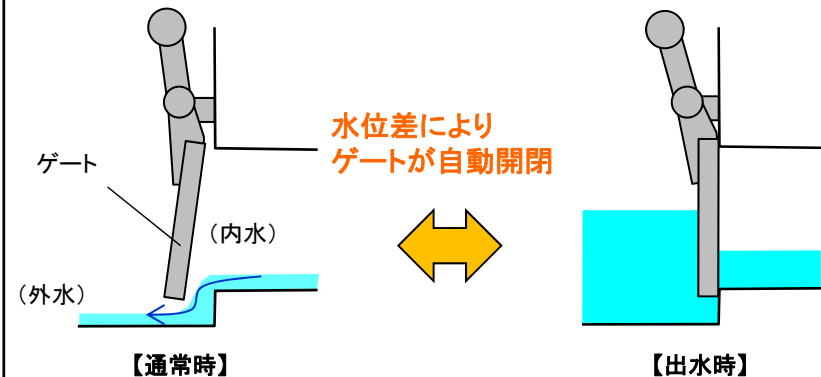 水位差により
ゲートが自動開閉
ゲート
(内水)
(外水)
【通常時】
【出水時】